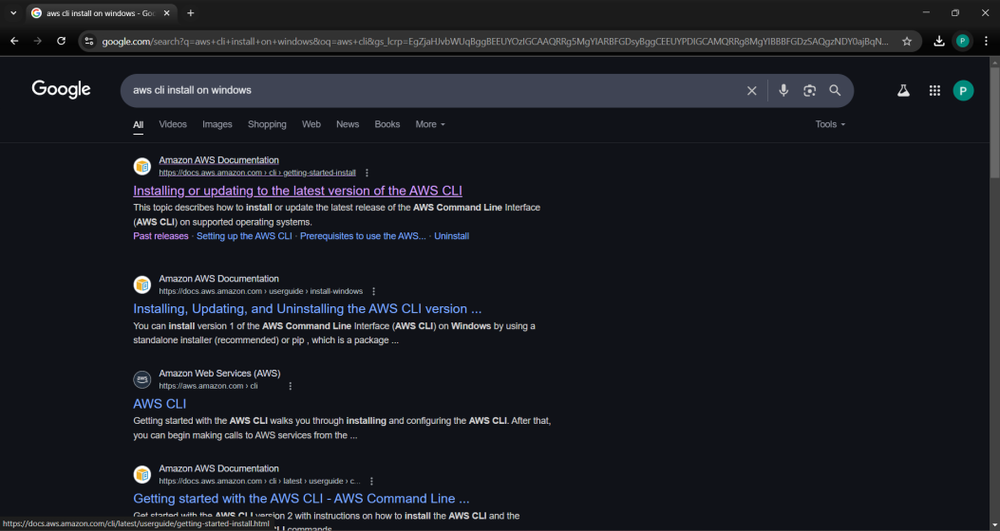 aws cli install on windows - Goo
google.com/search?q=aws+cli+install+on+windows&oq=aws+cli&gs_lcrp=EgZjaHJvbWUqBggBEEUYOzIGCAAQRRg5MgYIARBFGDsyBggCEEUYPDIGCAMQRRg8MgYIBBBFGDzSAQgzNDY0ajBqN...
P
Google
aws cli install on windows
P
All Videos Images Shopping Web News Books More Tools
Amazon AWS Documentation
https://docs.aws.amazon.com › cli › getting-started-install
Installing or updating to the latest version of the AWS CLI
This topic describes how to install or update the latest release of the AWS Command Line Interface
(AWS CLI) on supported operating systems.
Past releases · Setting up the AWS CLI · Prerequisites to use the AWS... · Uninstall
Amazon AWS Documentation
https://docs.aws.amazon.com › userguide › install-windows
Installing, Updating, and Uninstalling the AWS CLI version ...
You can install version 1 of the AWS Command Line Interface (AWS CLI) on Windows by using a
standalone installer (recommended) or pip , which is a package ...
aws
Amazon Web Services (AWS)
https://aws.amazon.com › cli
AWS CLI
Getting started with the AWS CLI walks you through installing and configuring the AWS CLI. After that,
you can begin making calls to AWS services from the ...
Amazon AWS Documentation
https://docs.aws.amazon.com › cli › latest › userguide › c...
Getting started with the AWS CLI - AWS Command Line ...
Get started with the AWS CLI version 2 with instructions on how to install the AWS CLI and the
https://docs.aws.amazon.com/cli/latest/userguide/getting-started-install.html
CLI commands.